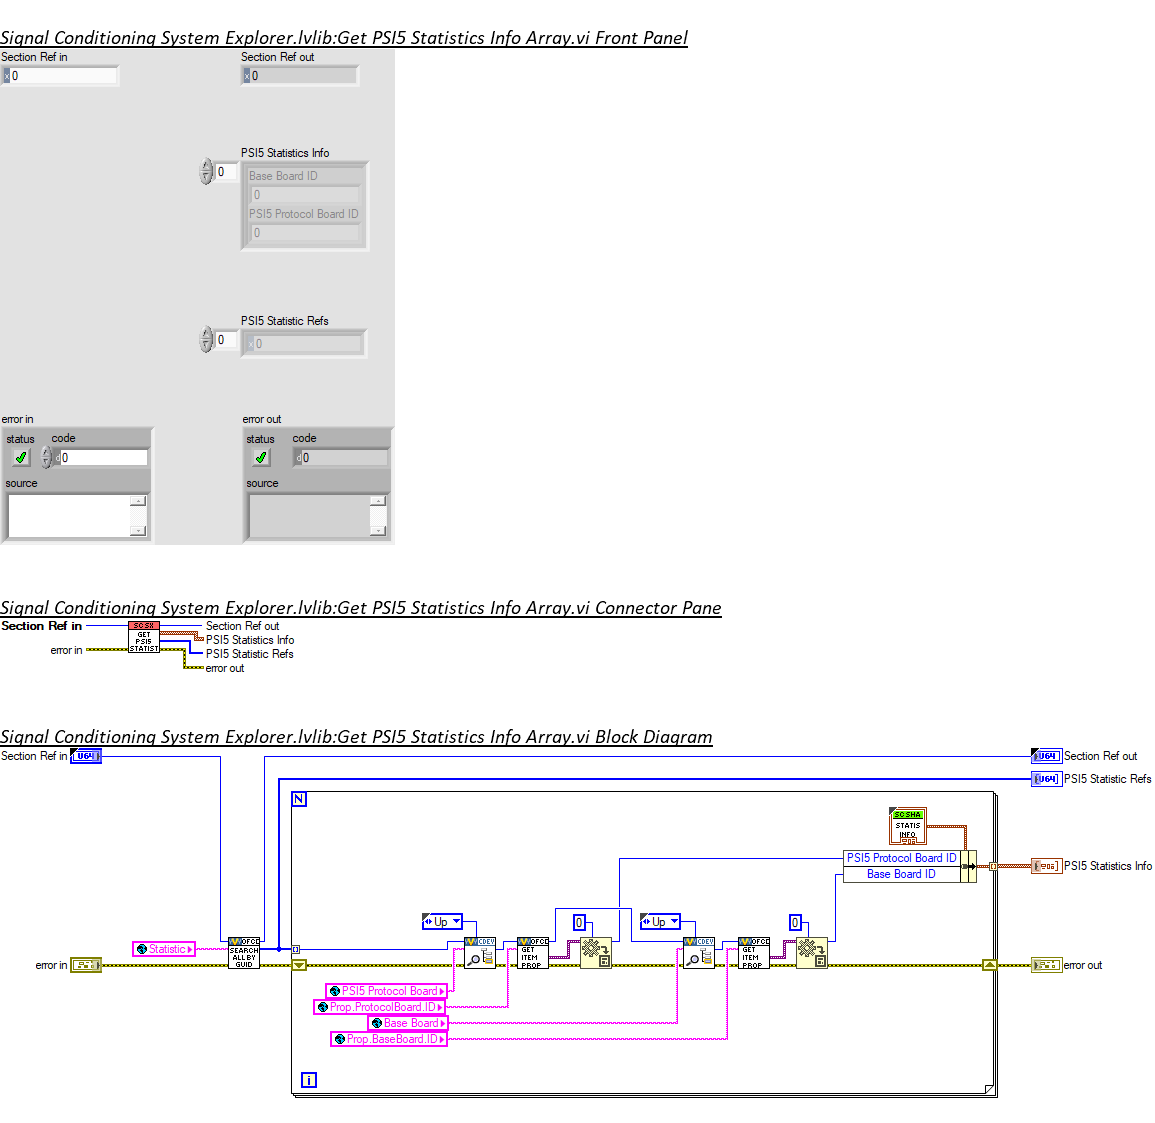 Signal Conditioning System Explorer.lvlib:Get PSI5 Statistics Info Array.vi Front Panel
Section Ref in
Section Ref out
x 0
x 0
PSI5 Statistics Info
0
Base Board ID
0
PSI5 Protocol Board ID
0
PSI5 Statistic Refs
0
x 0
error in
error out
status code
status code
d 0
d 0
source
source
Signal Conditioning System Explorer.lvlib:Get PSI5 Statistics Info Array.vi Connector Pane
Section Ref in
SCSX
GET
PSI5
STATIST
Section Ref out
PSI5 Statistics Info
PSI5 Statistic Refs
error in
error out
Signal Conditioning System Explorer.lvlib:Get PSI5 Statistics Info Array.vi Block Diagram
Section Ref in
U64
U64
Section Ref out
[U64]
PSI5 Statistic Refs
N
SCSHA
STATIS
INFO
PSI5 Protocol Board ID
Base Board ID
PSI5 Statistics Info
Up
0
Up
0
Statistic
OFCD
SEARCH
ALL BY
GUID
CDEV
OFCD
GET
ITEM
PROP
CDEV
OFCD
GET
ITEM
PROP
error in
error out
PSI5 Protocol Board
Prop.ProtocolBoard.ID
Base Board
Prop.BaseBoard.ID
i